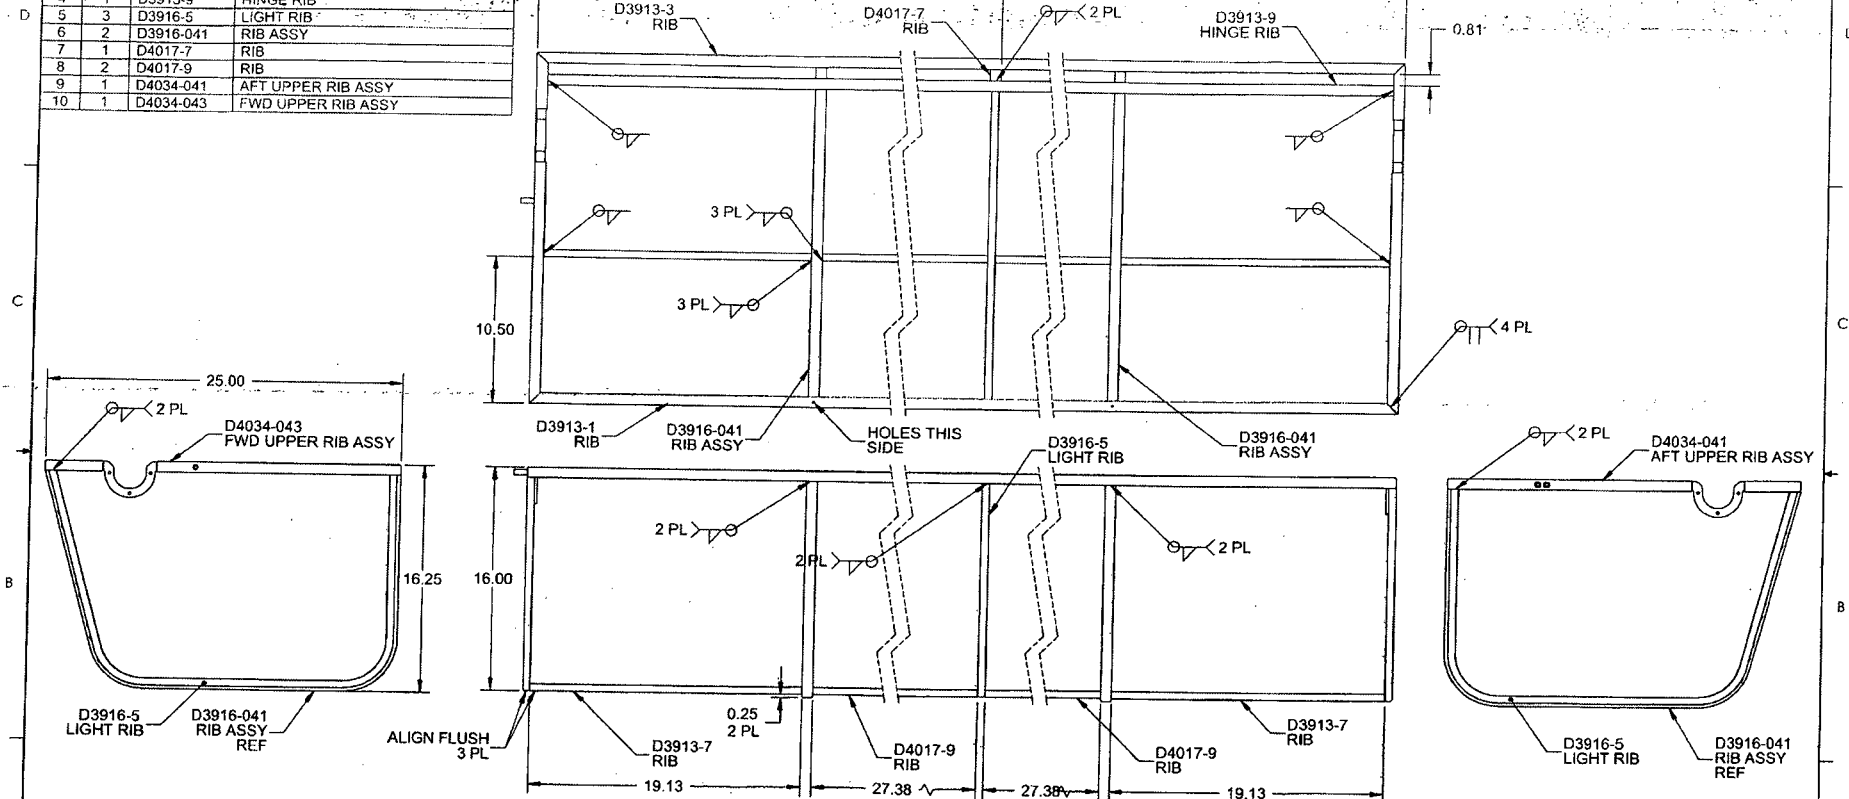 D
4 1 D3913-9 HINGE RIB
5 3 D3916-5 LIGHT RIB
6 2 D3916-041 RIB ASSY
7 1 D4017-7 RIB
8 2 D4017-9 RIB
9 1 D4034-041 AFT UPPER RIB ASSY
10 1 D4034-043 FWD UPPER RIB ASSY
D3913-3
RIB
D4017-7
RIB
2 PL
D3913-9
HINGE RIB
0.81
3 PL
3 PL
10.50
C
C
4 PL
D3913-1
RIB
D3916-041
RIB ASSY
HOLES THIS
SIDE
D3916-5
LIGHT RIB
D3916-041
RIB ASSY
25.00
2 PL
D4034-043
FWD UPPER RIB ASSY
16.25
D3916-5
LIGHT RIB
D3916-041
RIB ASSY
REF
B
16.00
2 PL
2 PL
2 PL
0.25
2 PL
ALIGN FLUSH
3 PL
D3913-7
RIB
D4017-9
RIB
D4017-9
RIB
D3913-7
RIB
19.13
27.38
27.38
19.13
2 PL
D4034-041
AFT UPPER RIB ASSY
D3916-5
LIGHT RIB
D3916-041
RIB ASSY
REF
B